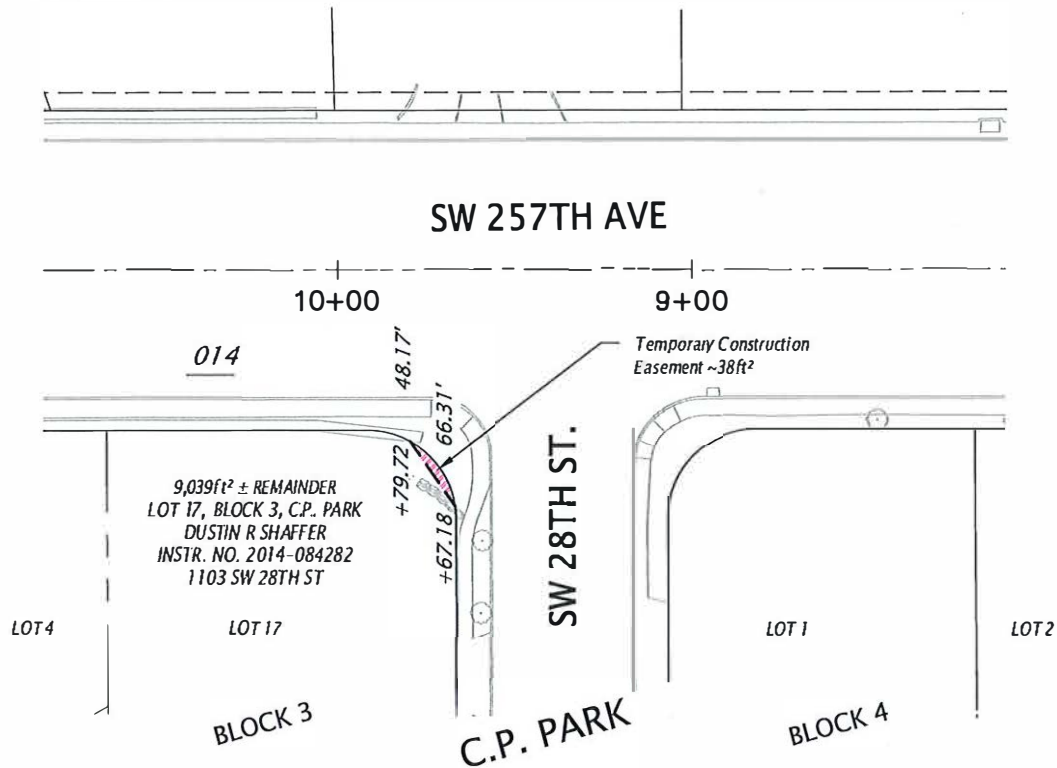 SW 257TH AVE
10+00
9+00
014
48.17'
66.31'
Temporary Construction
Easement ~38ft²
+79.72
+67.18
9,039ft² ± REMAINDER
LOT 17, BLOCK 3, C.P. PARK
DUSTIN R SHAFFER
INSTR. NO. 2014-084282
1103 SW 28TH ST
SW 28TH ST.
LOT 4
LOT 17
LOT 1
LOT 2
BLOCK 3
C.P. PARK
BLOCK 4